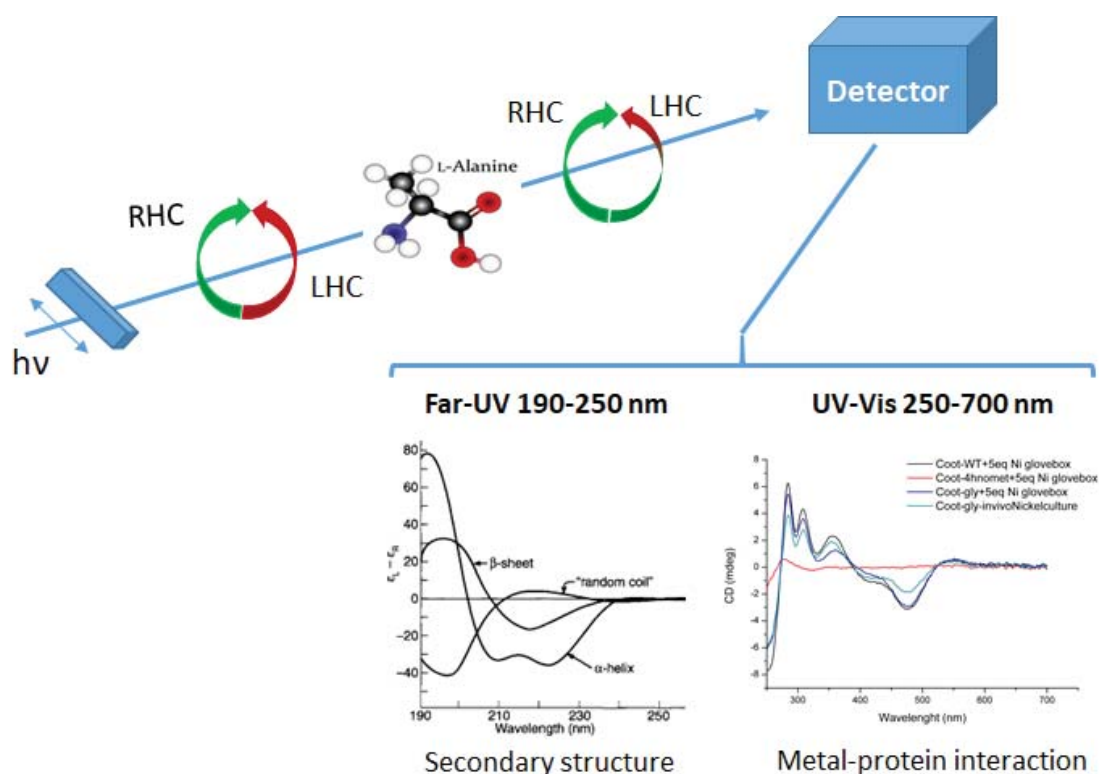 Detector
RHC
LHC
L-Alanine
RHC
LHC
hν
Far-UV 190-250 nm
UV-Vis 250-700 nm
80
60
40
20
0
-20
-40
εL – εR
β-sheet
"random coil"
α-helix
190
210
230
250
Wavelength (nm)
Secondary structure
8
6
4
2
0
-2
-4
-6
-8
CD (mdeg)
Coot-WT+5eq Ni glovebox
Coot-4hnomet+5eq Ni glovebox
Coot-gly+5eq Ni glovebox
Coot-gly-invivoNickelculture
300
400
500
600
700
Wavelenght (nm)
Metal-protein interaction